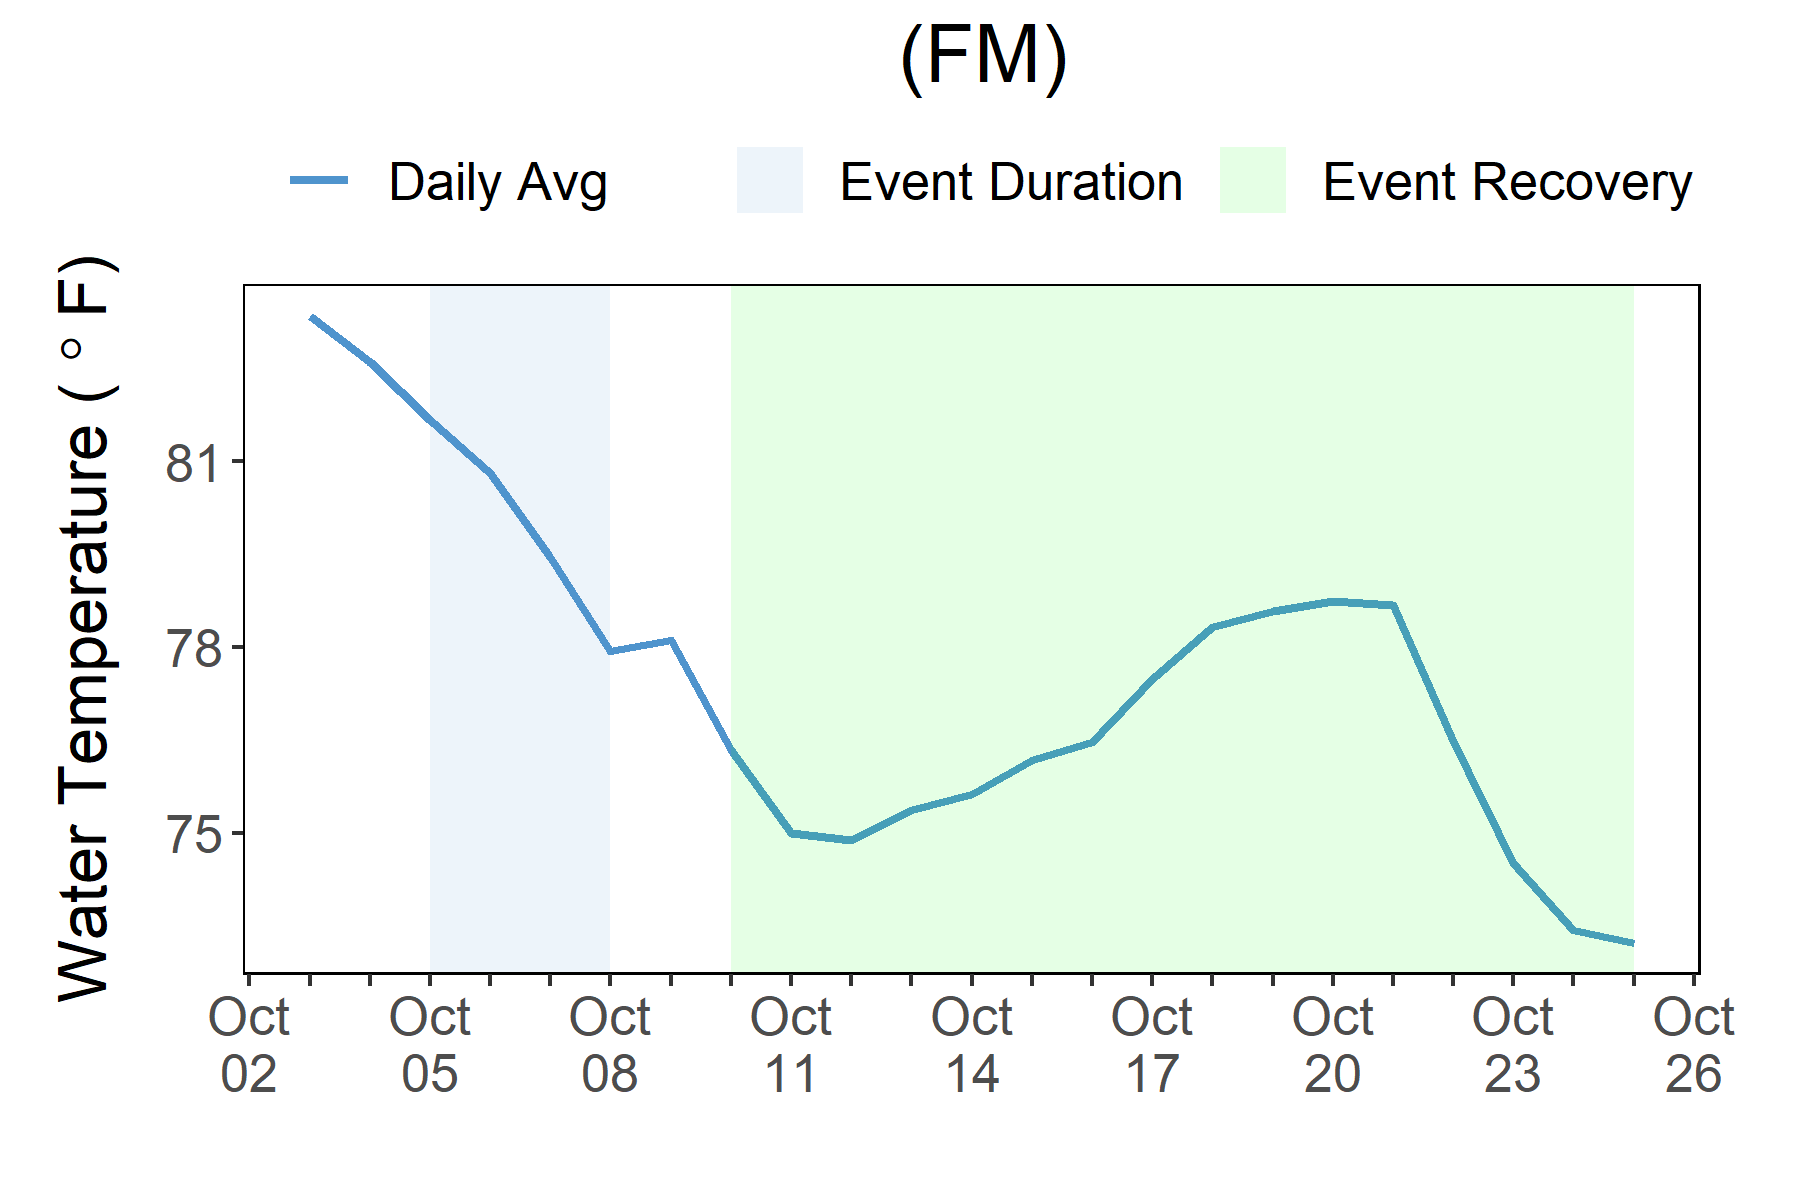 (FM)
Daily Avg Event Duration Event Recovery
Water Temperature ( ° F)
81
78
75
Oct Oct Oct Oct Oct Oct Oct Oct Oct
02 05 08 11 14 17 20 23 26